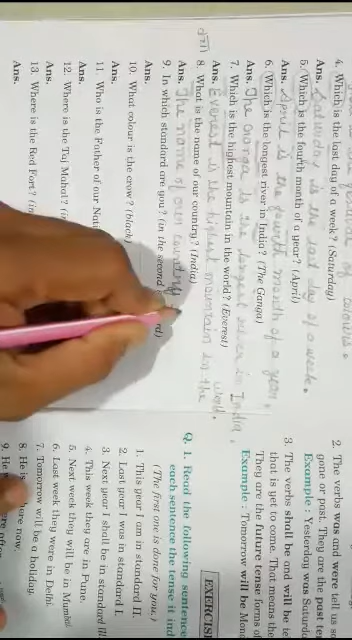 4. Which is the last day of a week? (Saturday)
Ans. Saturday is the last day of a week.
5. Which is the fourth month of a year? (April)
Ans. April is the fourth month of a year.
6. Which is the longest river in India? (The Ganga)
Ans. The Ganga is the longest river in India.
7. Which is the highest mountain in the world? (Everest)
Ans. Everest is the highest mountain in the world.
8. What is the name of our country? (India)
Ans. The name of our country
9. In which standard are you? (in the second
rd)
Ans.
10. What colour is the crow? (black)
Ans.
11. Who is the Father of our Nati
Ans.
12. Where is the Taj Mahal? (in
Ans.
13. Where is the Red Fort? (in
Ans.
2. The verbs was and were tell us
gone or past. They are the past te
Example : Yesterday was Saturda
3. The verbs shall be and will be
that is yet to come. That means the
They are the future tense forms of
Example : Tomorrow will be Mond
EXERCIS
Q. 1. Read the following sentence
each sentence the tense it ind
(The first one is done for you.)
1. This year I am in standard II.
2. Last year I was in standard I.
3. Next year I shall be in standard III
4. This week they are in Pune.
5. Next week they will be in Mumbai
6. Last week they were in Delhi.
7. Tomorrow will be a holiday.
8. He is here now.
9. He